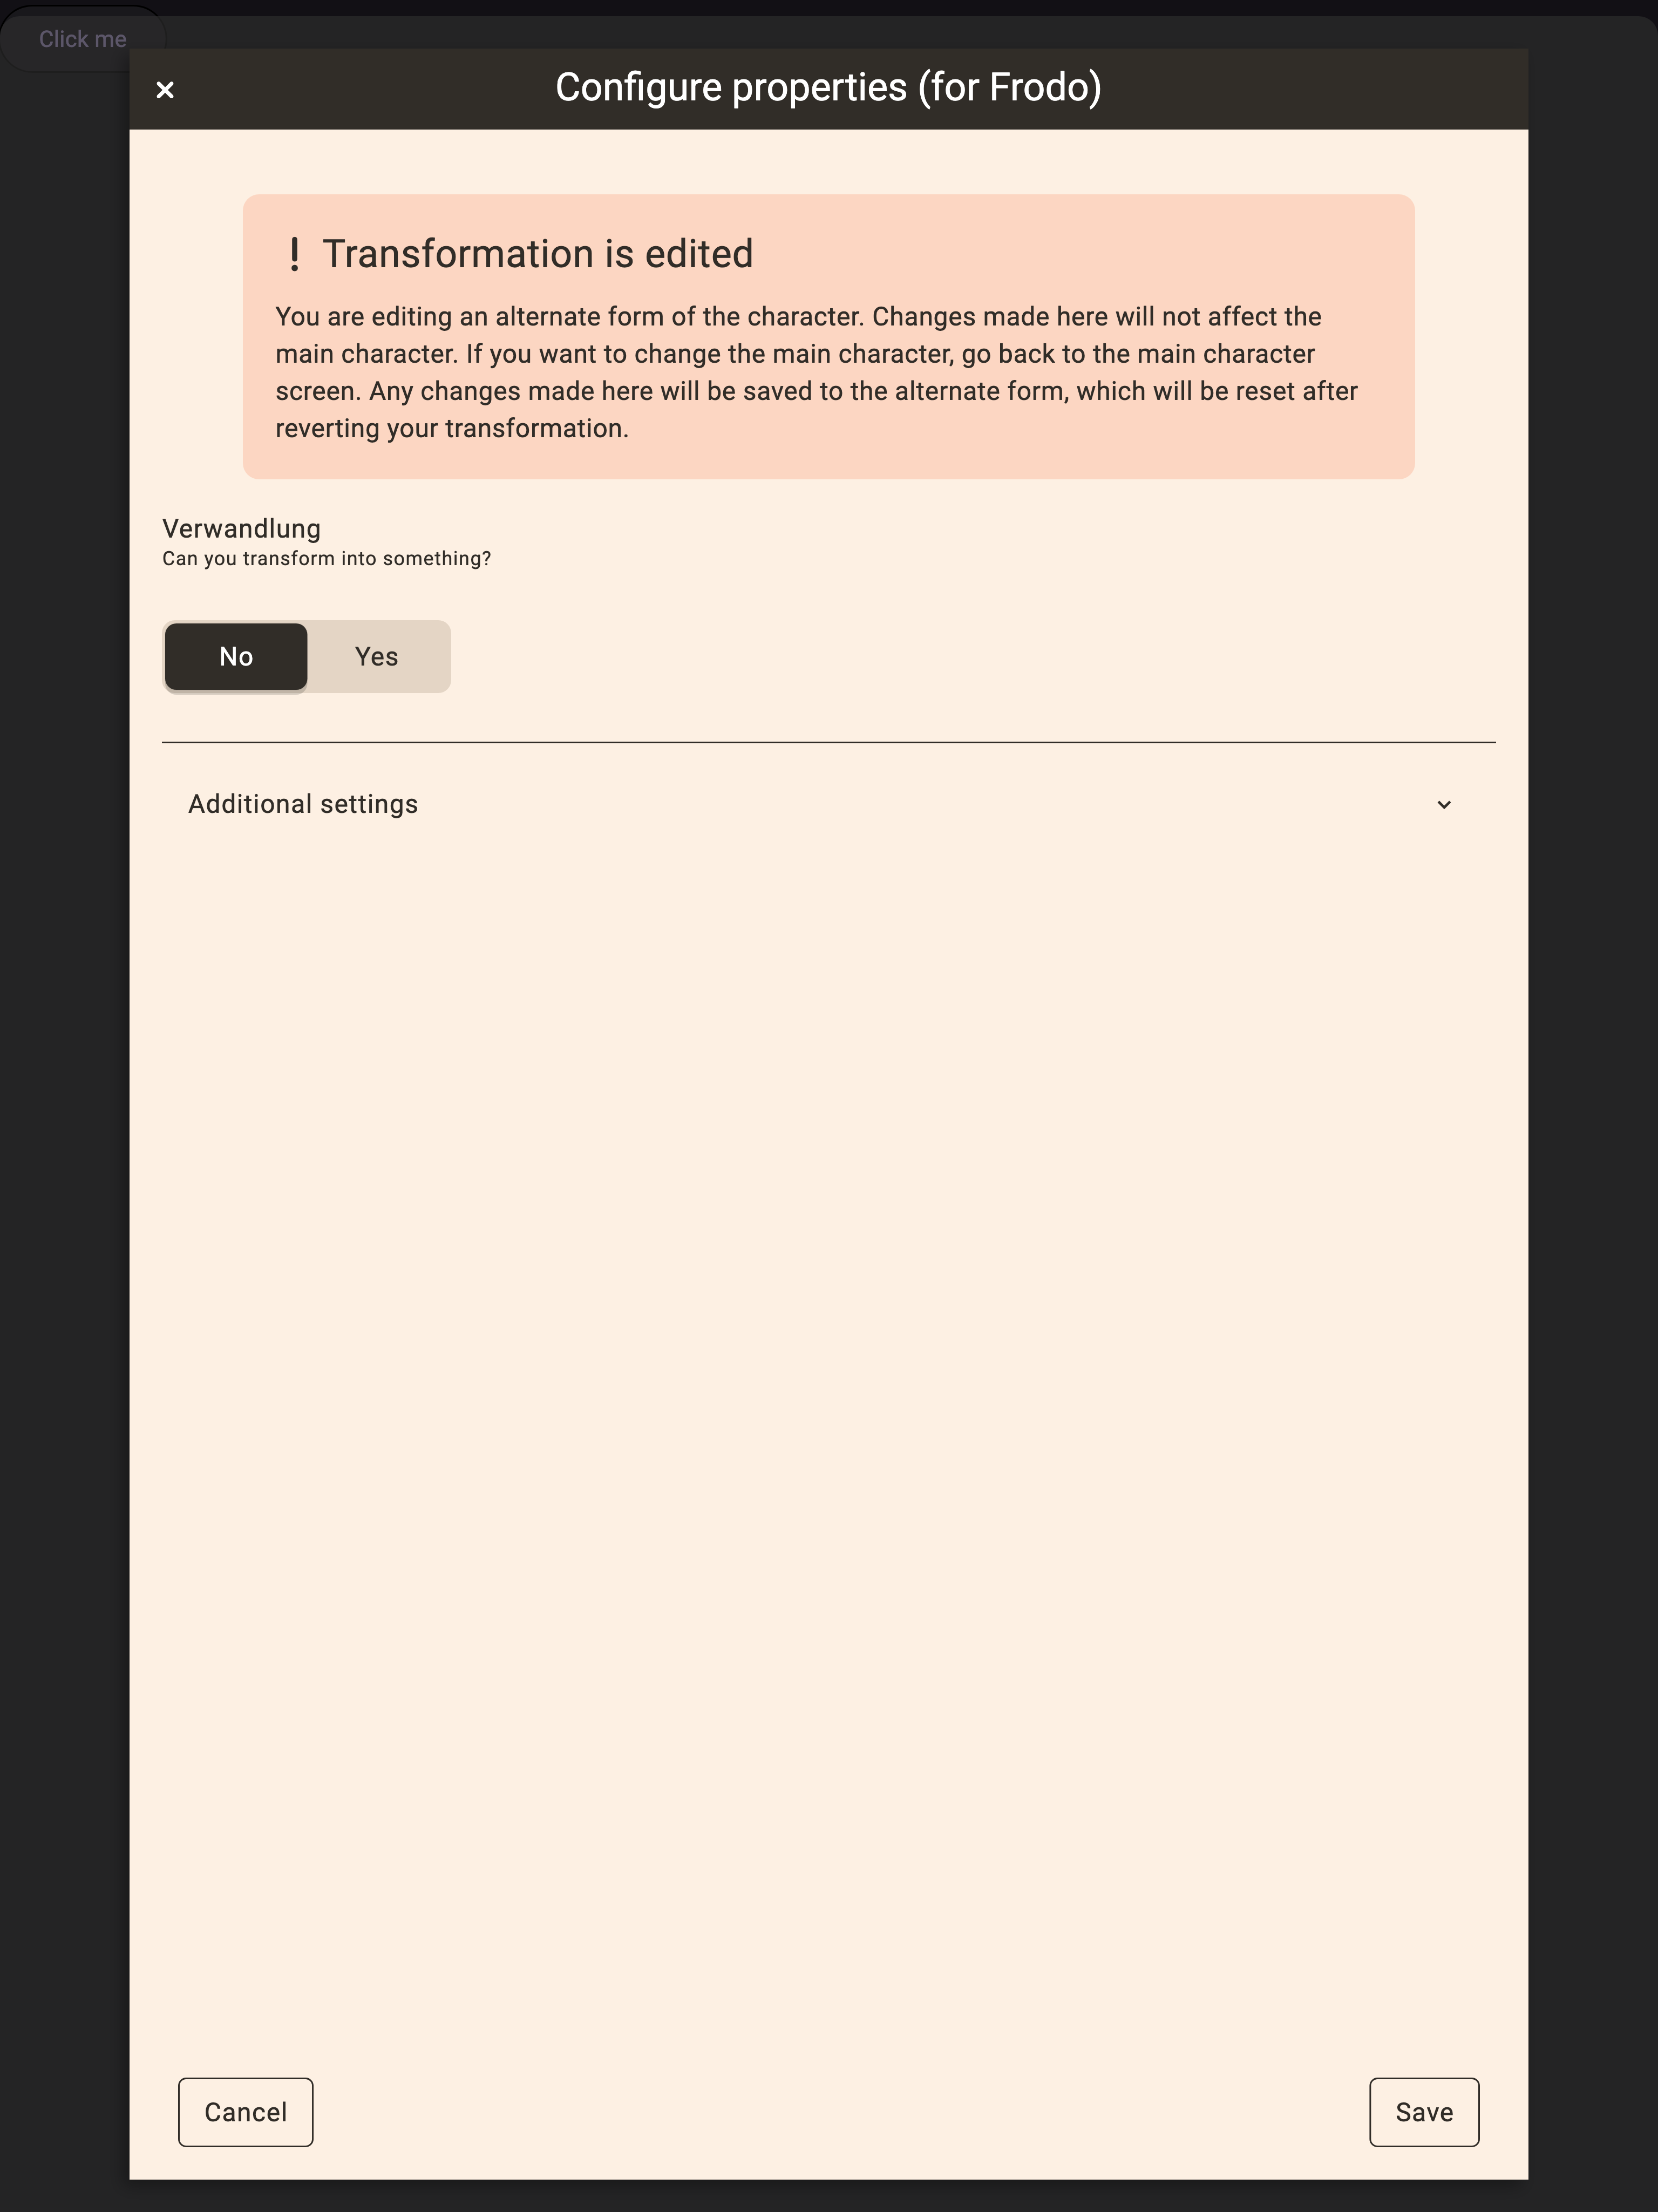 Click me
Configure properties (for Frodo)
Transformation is edited
You are editing an alternate form of the character. Changes made here will not affect the
main character. If you want to change the main character, go back to the main character
screen. Any changes made here will be saved to the alternate form, which will be reset after
reverting your transformation.
Verwandlung
Can you transform into something?
No Yes
Additional settings
Cancel Save